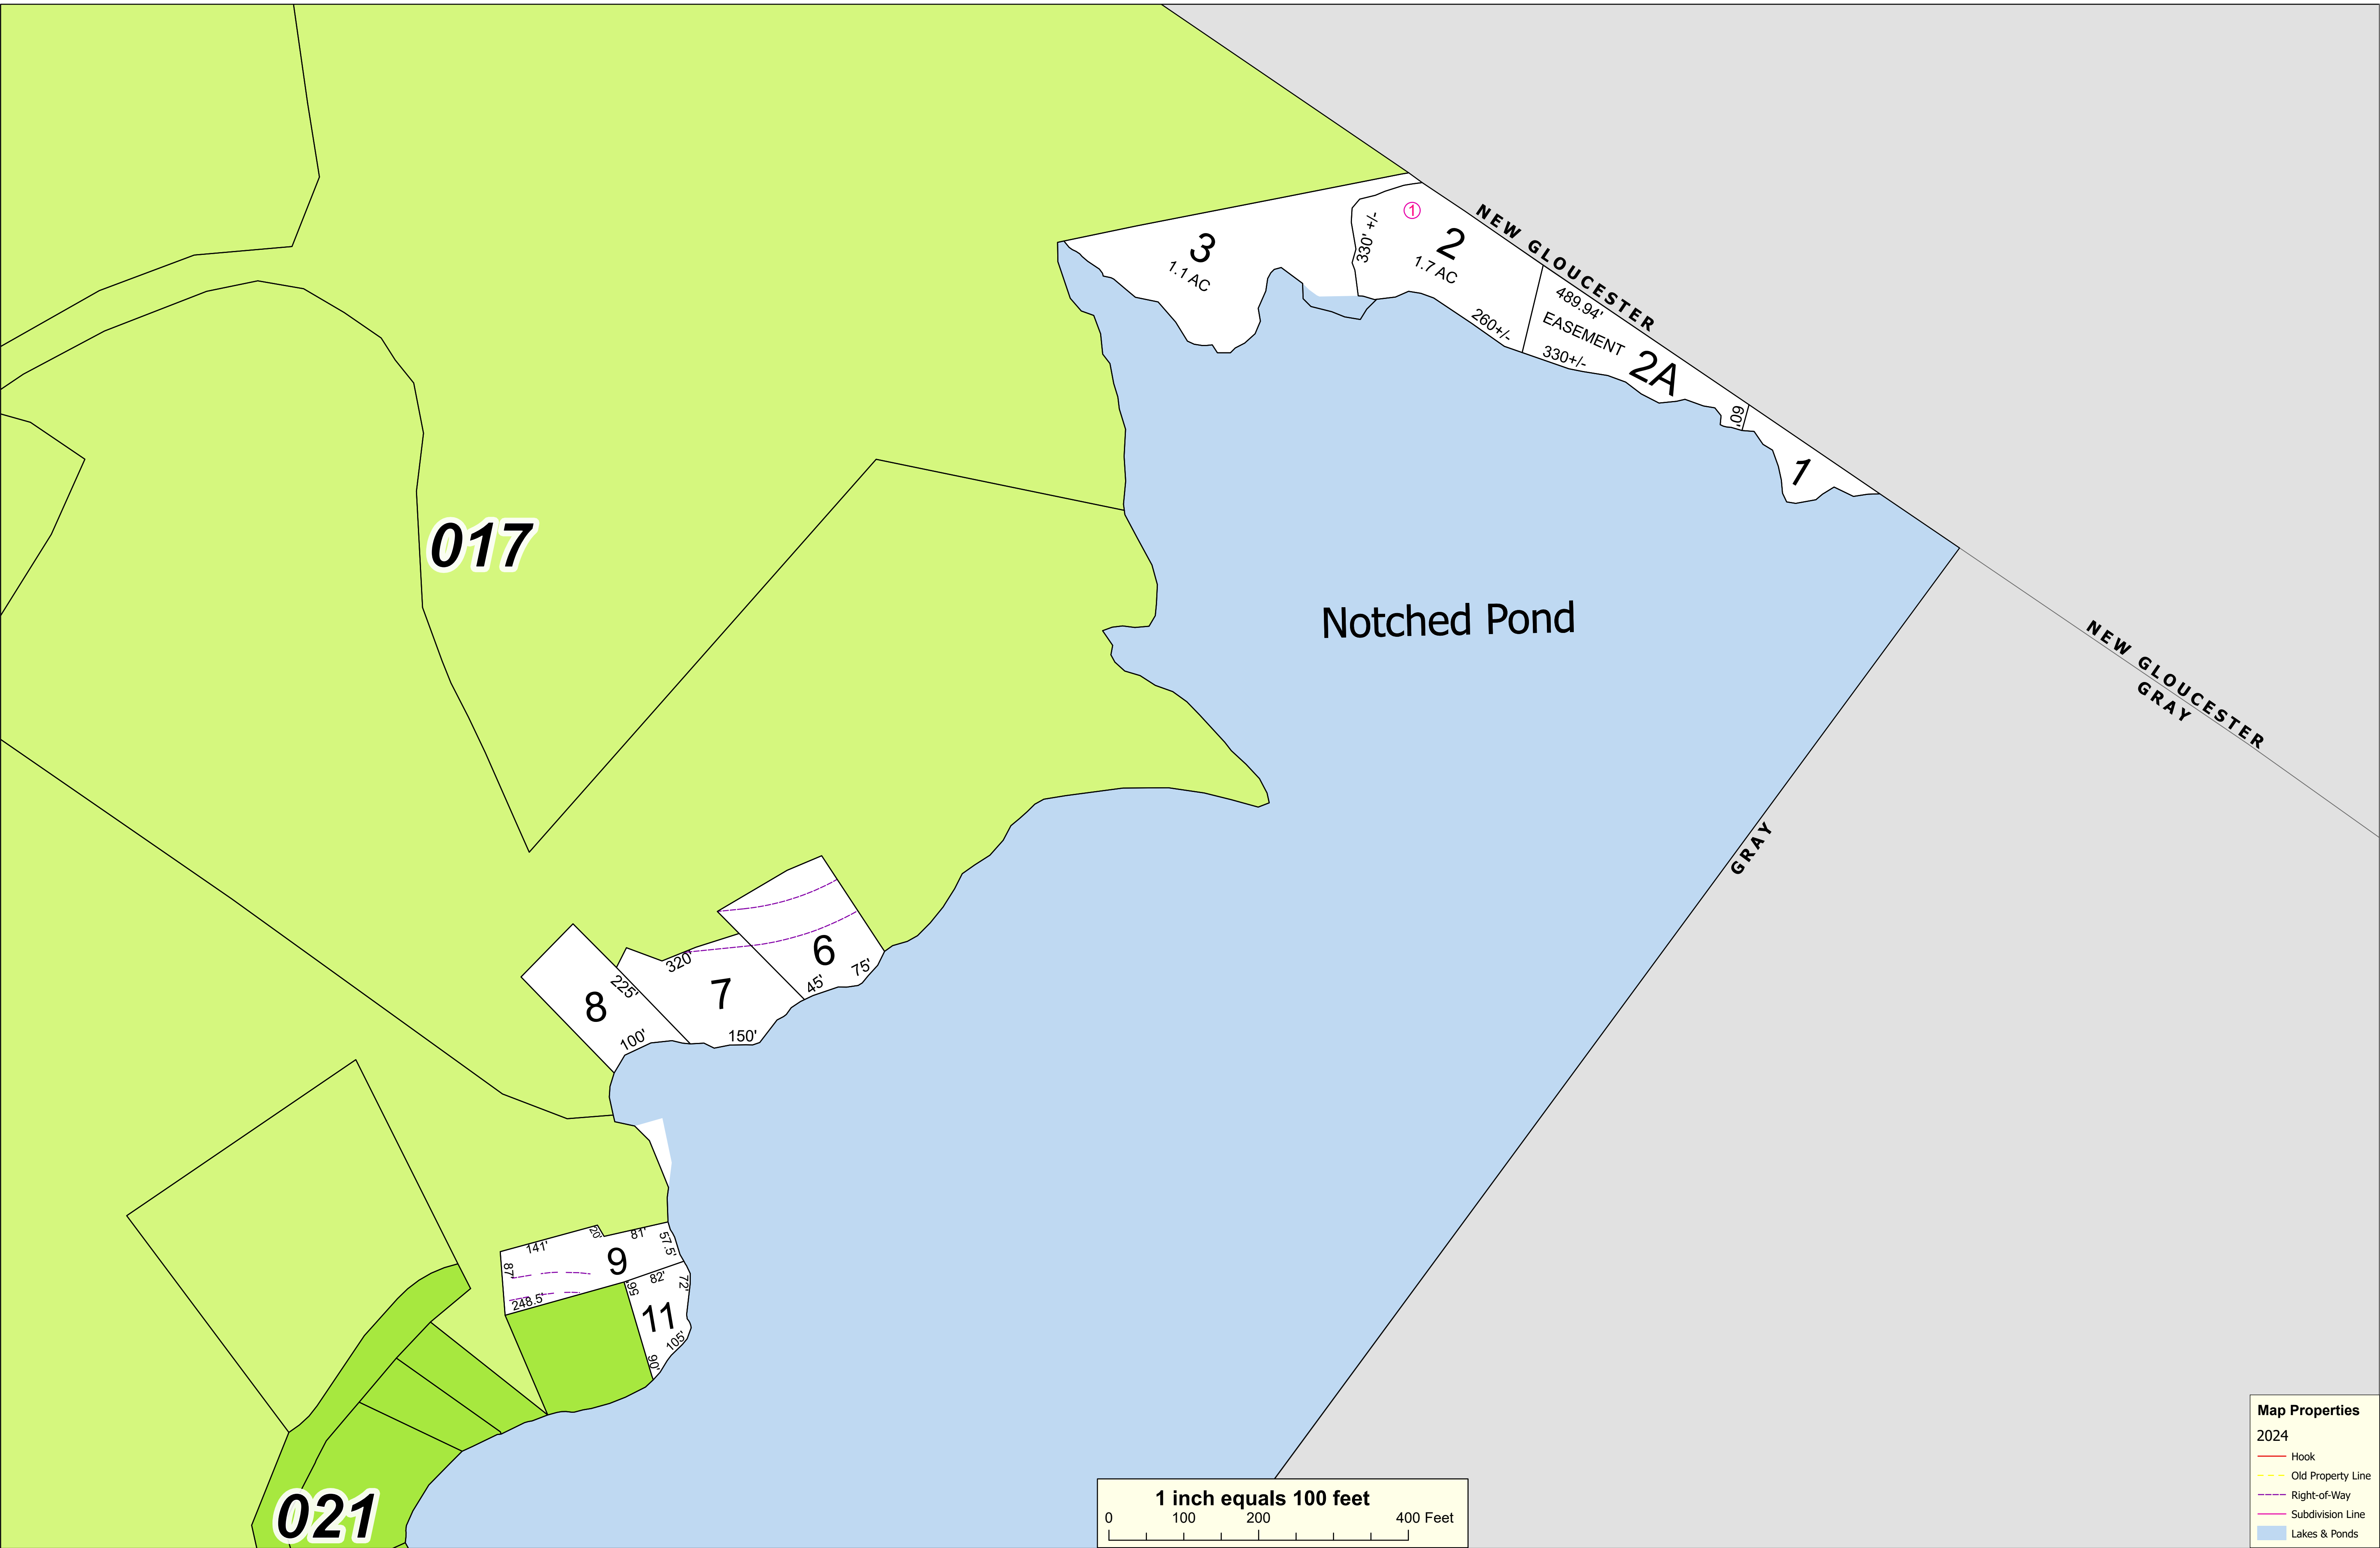 NEW GLOUCESTER
1
2
1.7 AC
330' +/-
260+/-
3
1.1 AC
489.94'
EASEMENT
330+/-
2A
60'
1
017
Notched Pond
NEW GLOUCESTER
GRAY
GRAY
6
45'
75'
320'
7
150'
225'
8
100'
141'
20'
81'
57.5'
87'
9
248.5'
82'
56'
72'
11
105'
90'
021
1 inch equals 100 feet
0 100 200 400 Feet
Map Properties
2024
Hook
Old Property Line
Right-of-Way
Subdivision Line
Lakes & Ponds